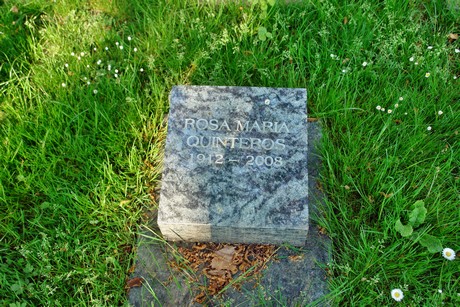 ROSA MARIA
QUINTEROS
1912 – 2008